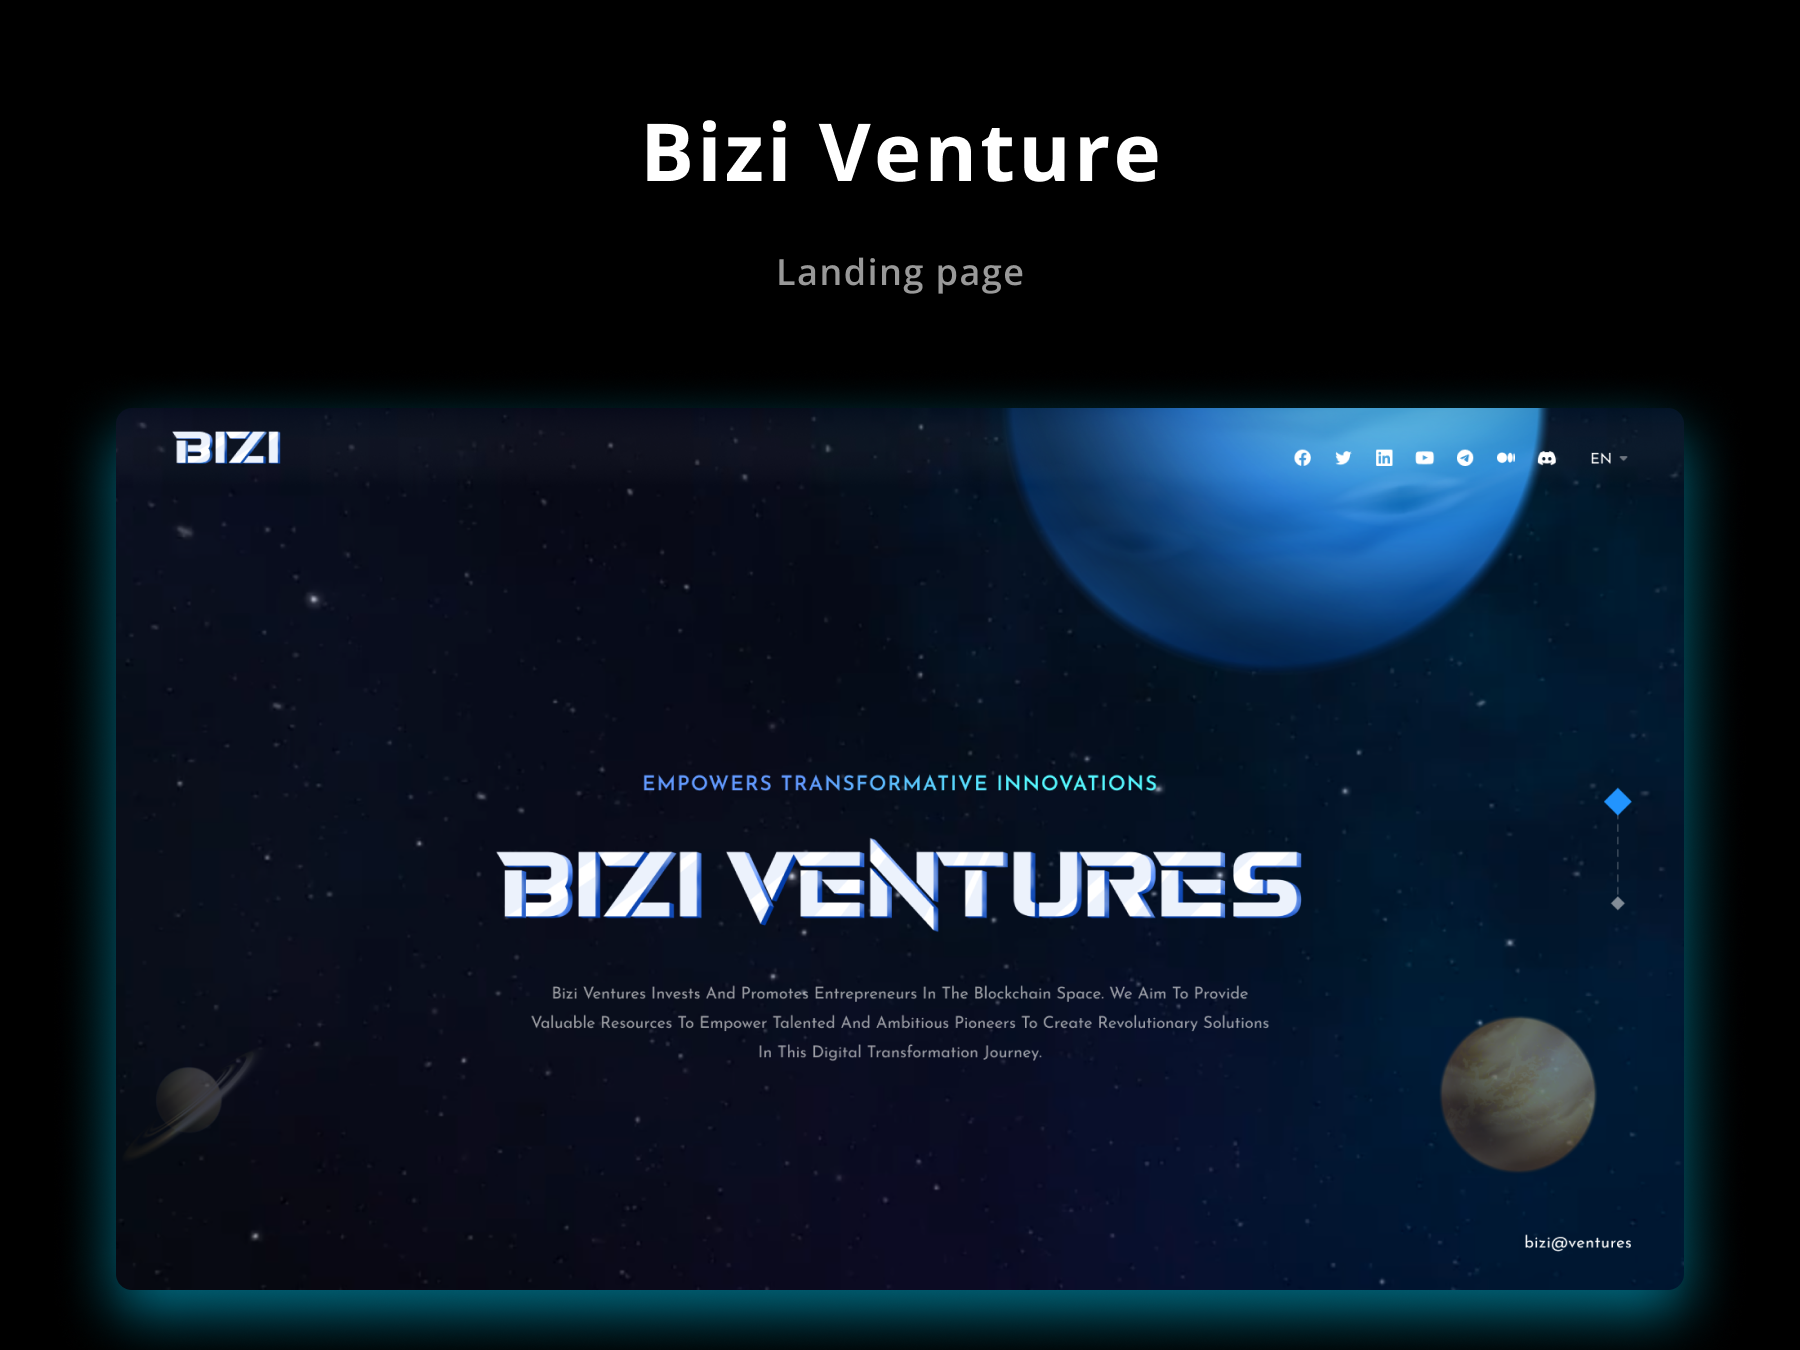 Bizi Venture
Landing page
BIZI
EN
EMPOWERS TRANSFORMATIVE INNOVATIONS
BIZI VENTURES
Bizi Ventures Invests And Promotes Entrepreneurs In The Blockchain Space. We Aim To Provide
Valuable Resources To Empower Talented And Ambitious Pioneers To Create Revolutionary Solutions
In This Digital Transformation Journey.
bizi@ventures